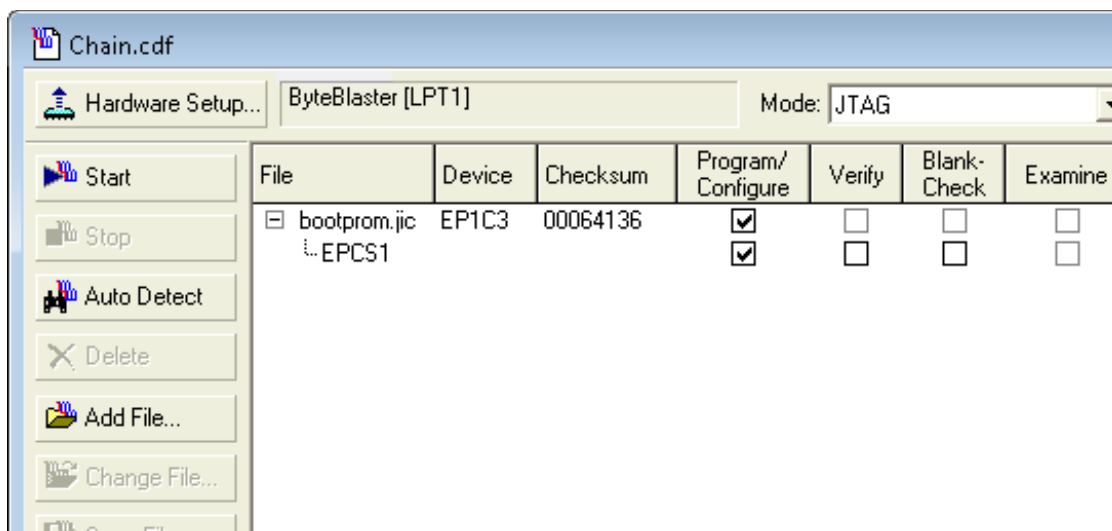 Chain.cdf
Hardware Setup... ByteBlaster [LPT1] Mode: JTAG
Start
Stop
Auto Detect
Delete
Add File...
Change File...
File Device Checksum Program/ Configure Verify Blank- Check Examine
bootprom.jic EP1C3 00064136
EPCS1